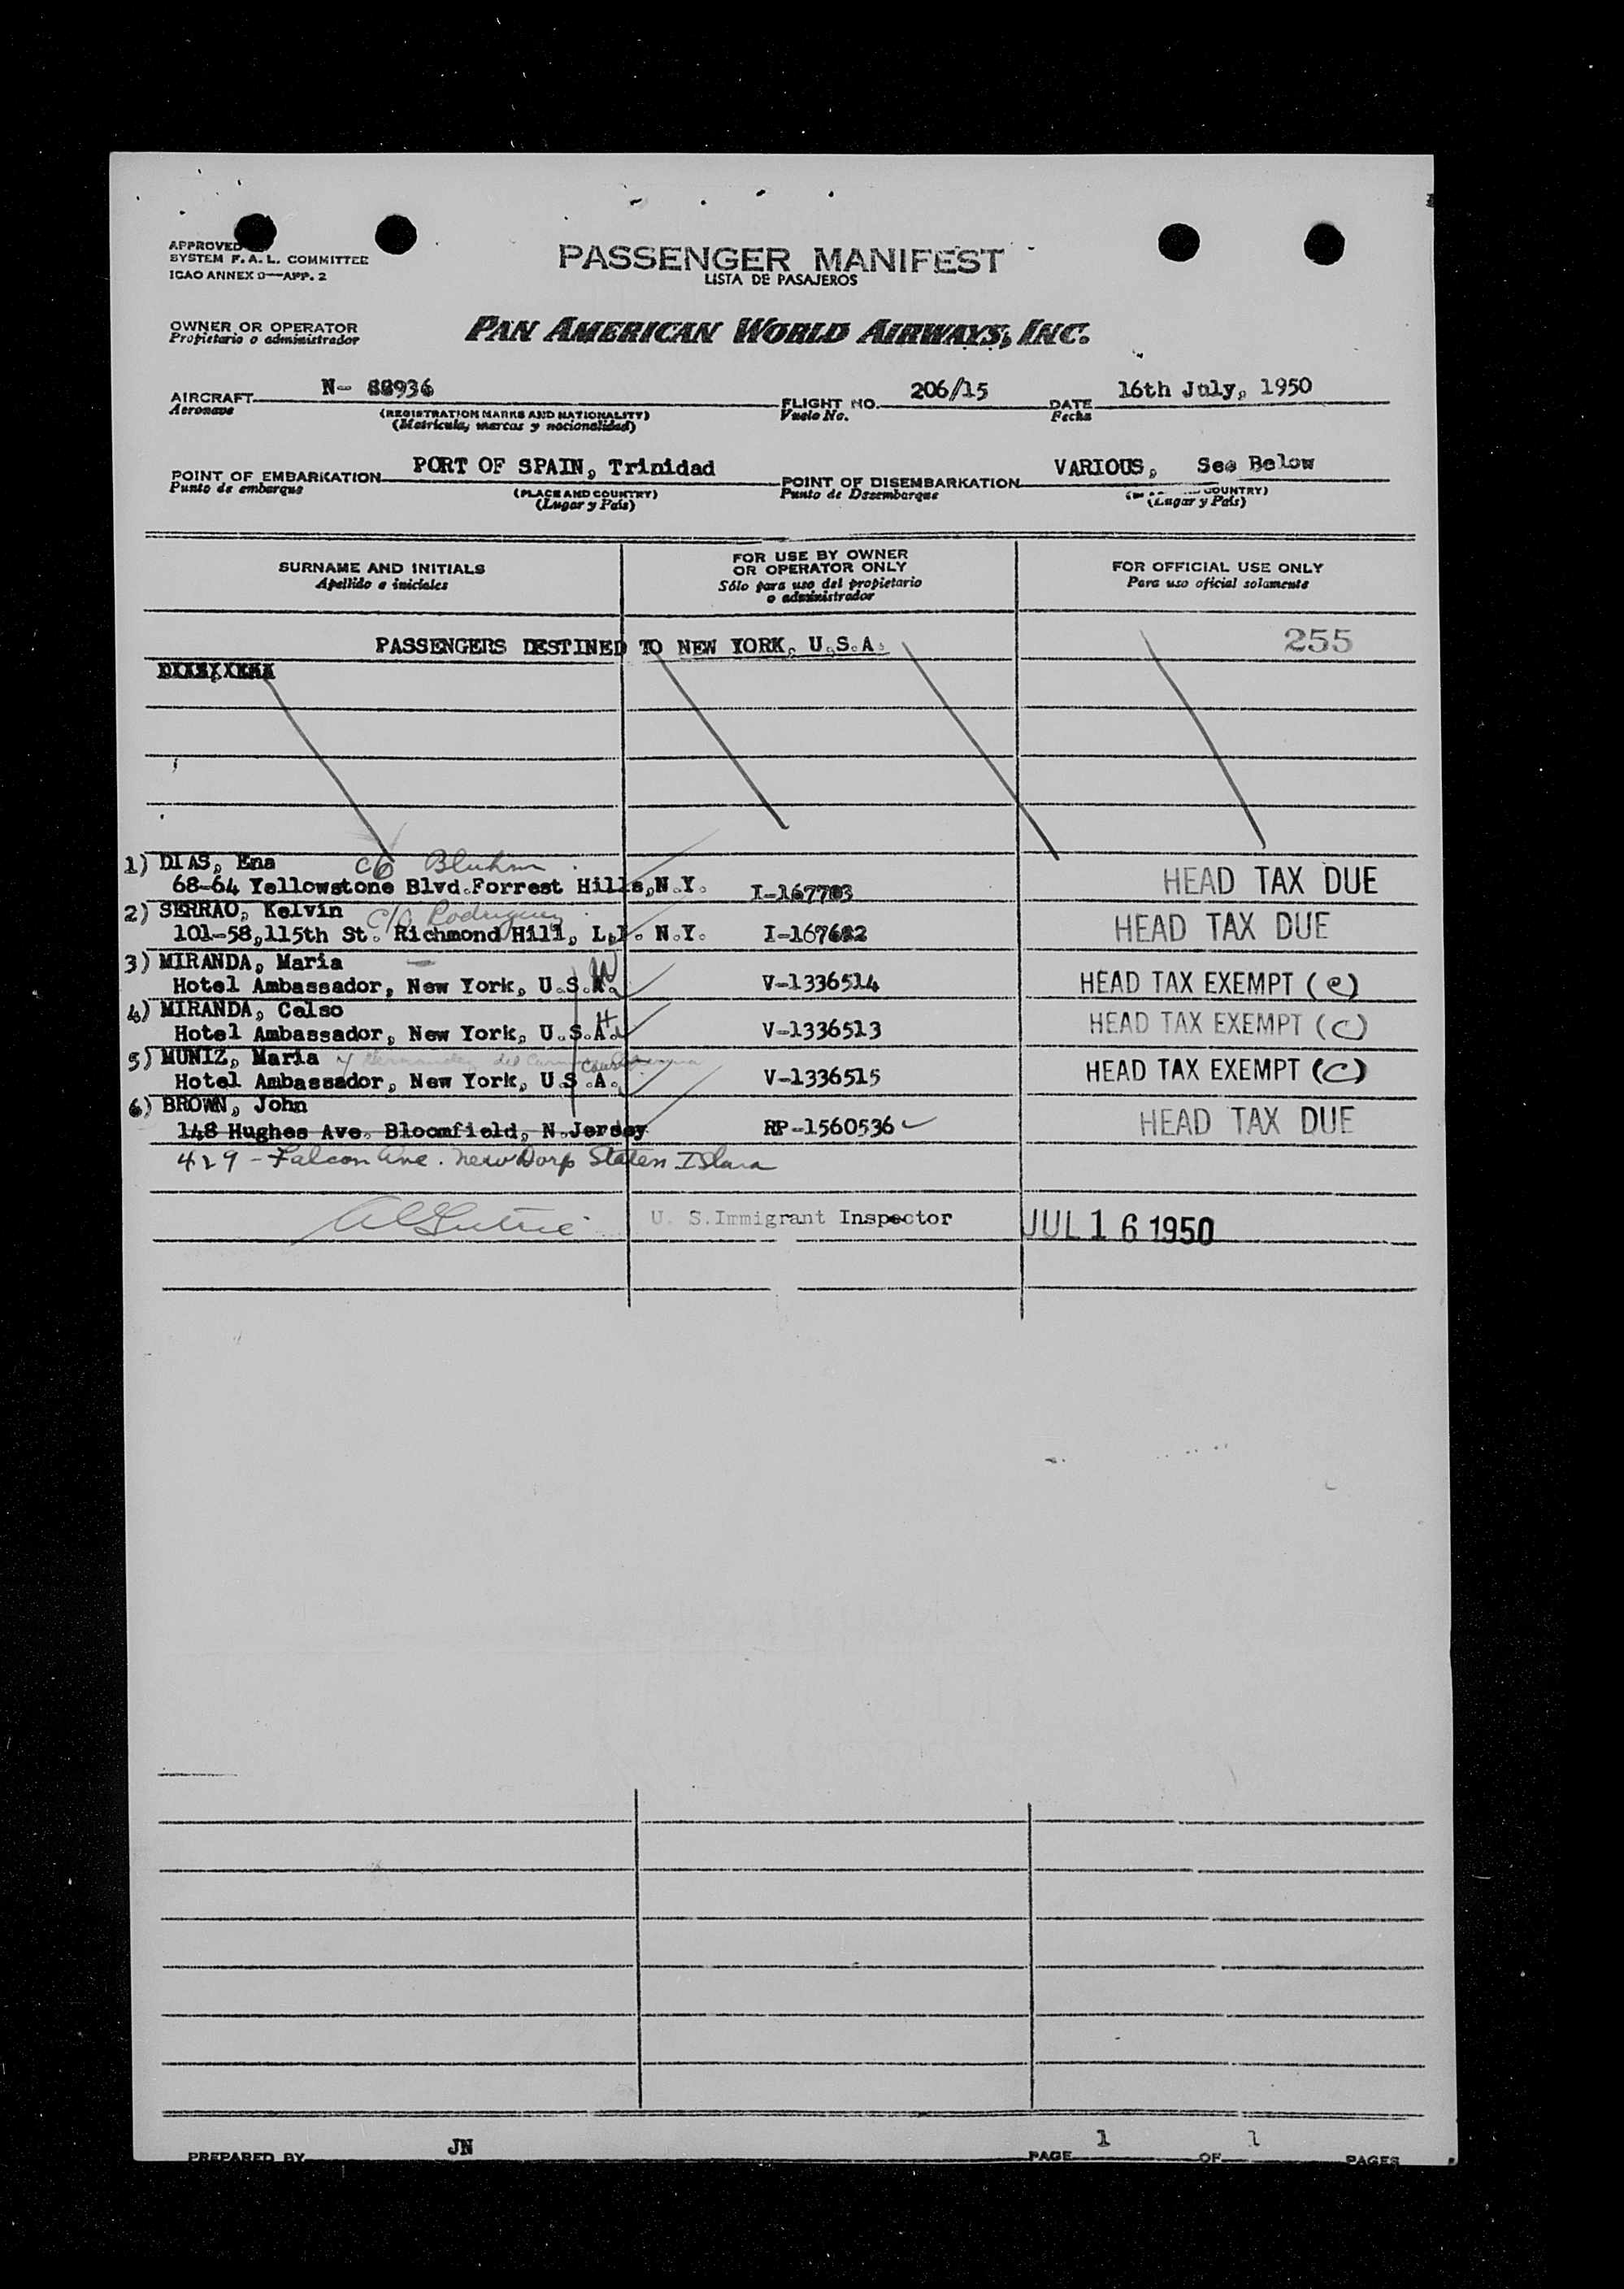 APPROVED
SYSTEM F. A. L. COMMITTEE
ICAO ANNEX 9—APP. 2
PASSENGER MANIFEST
LISTA DE PASAJEROS
OWNER OR OPERATOR
Propietario o administrador
PAN AMERICAN WORLD AIRWAYS, INC.
AIRCRAFT N- 88936 FLIGHT NO. 206/15 DATE 16th July, 1950
Aeronave (REGISTRATION MARKS AND NATIONALITY) Vuelo No. Fecha
(Matrícula, marcas y nacionalidad)
POINT OF EMBARKATION PORT OF SPAIN, Trinidad POINT OF DISEMBARKATION VARIOUS, See Below
Punto de embarque (PLACE AND COUNTRY) Punto de Desembarque COUNTRY)
(Lugar y País) (Lugar y País)
SURNAME AND INITIALS FOR USE BY OWNER OR OPERATOR ONLY FOR OFFICIAL USE ONLY
Apellido e iniciales Sólo para uso del propietario o administrador Para uso oficial solamente
PASSENGERS DESTINED TO NEW YORK, U.S.A. 255
1) DIAS, Ena c/o Bluhm
68-64 Yellowstone Blvd.Forrest Hills,N.Y. I-167703 HEAD TAX DUE
2) SERRAO, Kelvin c/o Rodriguez
101-58,115th St. Richmond Hill, L.I. N.Y. I-167682 HEAD TAX DUE
3) MIRANDA, Maria — W
Hotel Ambassador, New York, U.S.A. V-1336514 HEAD TAX EXEMPT (e)
4) MIRANDA, Celso H
Hotel Ambassador, New York, U.S.A. V-1336513 HEAD TAX EXEMPT (C)
5) MUNIZ, Maria y Hernandez del Carmen
Hotel Ambassador, New York, U.S.A. V-1336515 HEAD TAX EXEMPT (C)
6) BROWN, John
148 Hughes Ave. Bloomfield, N.Jersey RP-1560536 HEAD TAX DUE
429 - Falcon Ave. New Dorp Staten
U. S.Immigrant Inspector JUL 16 1950
PREPARED BY JN PAGE 1 OF 1 PAGES